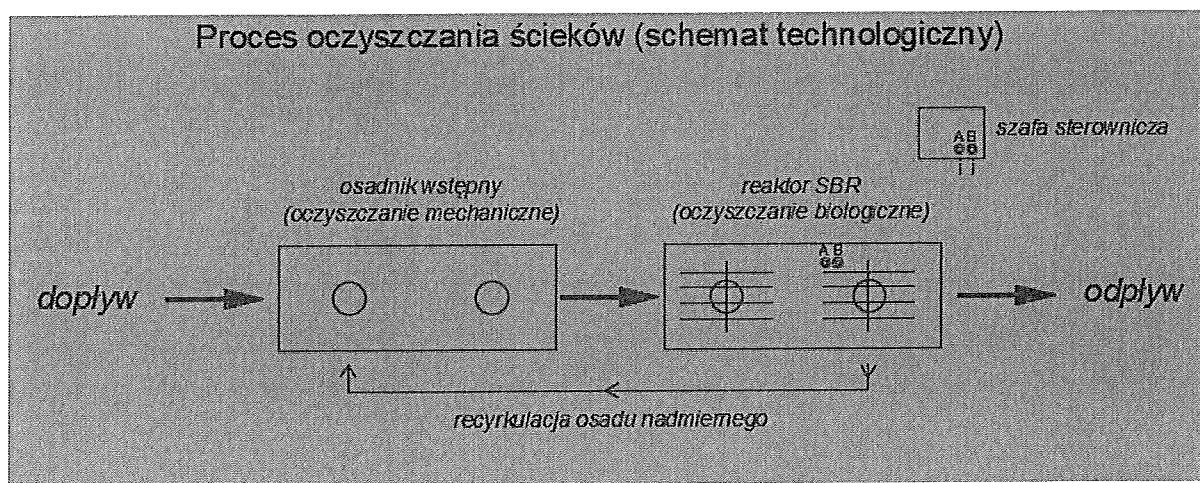 Proces oczyszczania ścieków (schemat technologiczny)
A B
szafa sterownicza
osadnik wstępny
(oczyszczanie mechaniczne)
reaktor SBR
(oczyszczanie biologiczne)
A B
dopływ
odpływ
recyrkulacja osadu nadmiernego